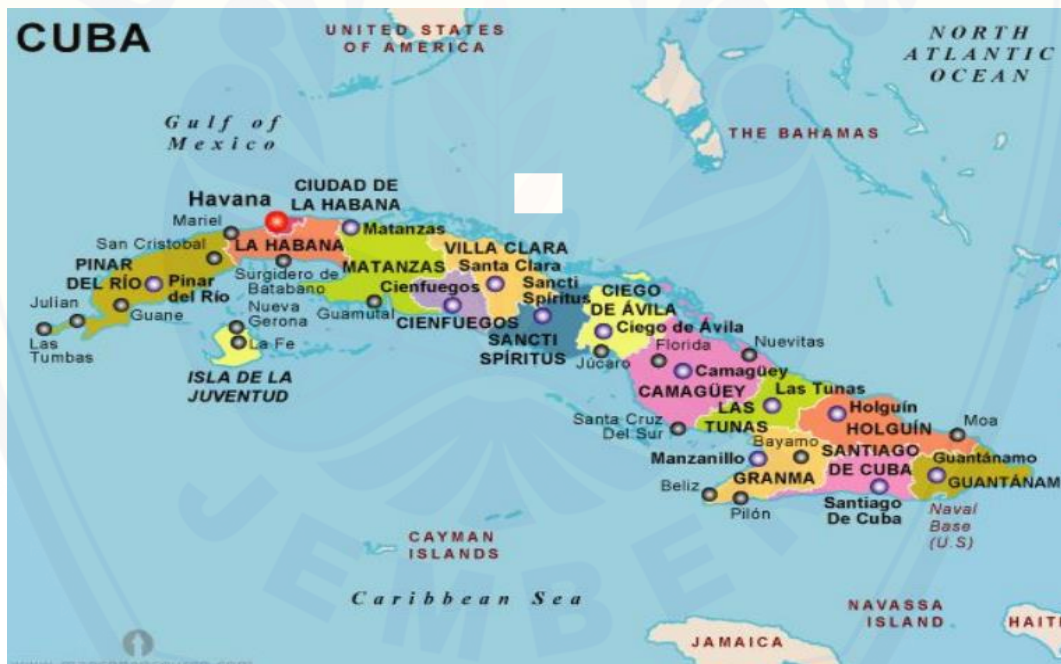 CUBA
UNITED STATES
OF AMERICA
NORTH
ATLANTIC
OCEAN
Gulf of
Mexico
THE BAHAMAS
Havana
CIUDAD DE
LA HABANA
Mariel
Matanzas
San Cristobal
LA HABANA
VILLA CLARA
PINAR
DEL RÍO
Pinar
del Río
Surgidero de
Batabano
MATANZAS
Santa Clara
Cienfuegos
Sancti
Spíritus
CIEGO
DE ÁVILA
Julian
Guane
Nueva
Gerona
Guamutal
CIENFUEGOS
Ciego de Ávila
Las
Tumbas
La Fe
SANCTI
SPÍRITUS
Júcaro
Florida
Nuevitas
ISLA DE LA
JUVENTUD
Camagüey
CAMAGÜEY
Las Tunas
LAS
TUNAS
Holguín
HOLGUÍN
Moa
Santa Cruz
Del Sur
Bayamo
SANTIAGO
DE CUBA
Manzanillo
GRANMA
Guantánamo
GUANTÁNAM
Beliz
Pilón
Santiago
De Cuba
Naval
Base
(U.S)
CAYMAN
ISLANDS
JEMBER
Caribbean Sea
NAVASSA
ISLAND
HAITI
JAMAICA